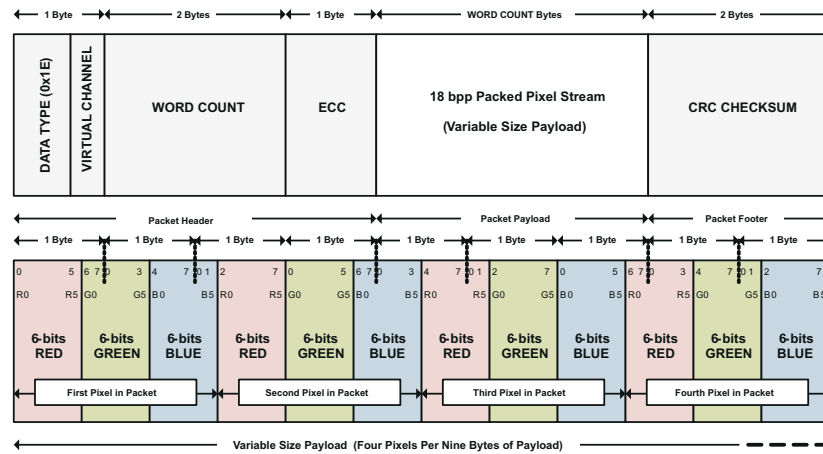 1 Byte 2 Bytes 1 Byte WORD COUNT Bytes 2 Bytes
DATA TYPE (0x1E)
VIRTUAL CHANNEL
WORD COUNT
ECC
18 bpp Packed Pixel Stream
(Variable Size Payload)
CRC CHECKSUM
Packet Header Packet Payload Packet Footer
1 Byte 1 Byte 1 Byte 1 Byte 1 Byte 1 Byte 1 Byte 1 Byte 1 Byte
0 5 6 7 0 3 4 7 0 1 2 7 0 5 6 7 0 3 4 7 0 1 2 7 0 5 6 7 0 3 4 7 0 1 2 7
R0 R5 G0 G5 B0 B5 R0 R5 G0 G5 B0 B5 R0 R5 G0 G5 B0 B5 R0 R5 G0 G5 B0 B5
6-bits 6-bits 6-bits 6-bits 6-bits 6-bits 6-bits 6-bits 6-bits 6-bits 6-bits 6-bits
RED GREEN BLUE RED GREEN BLUE RED GREEN BLUE RED GREEN BLUE
First Pixel in Packet Second Pixel in Packet Third Pixel in Packet Fourth Pixel in Packet
Variable Size Payload (Four Pixels Per Nine Bytes of Payload)